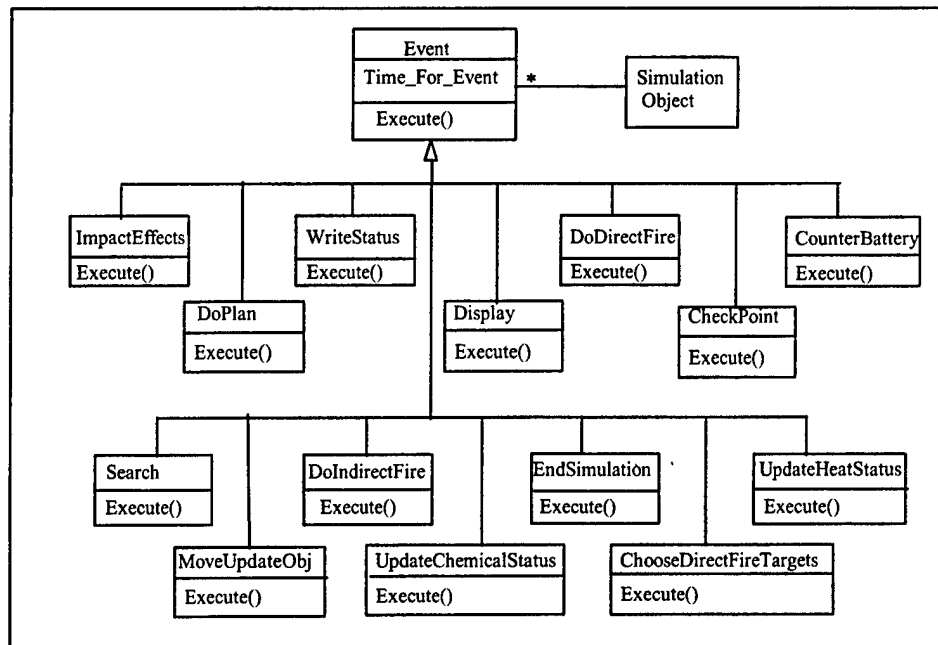 Event
Time_For_Event
Execute()
*
Simulation
Object
ImpactEffects
Execute()
WriteStatus
Execute()
DoDirectFire
Execute()
CounterBattery
Execute()
DoPlan
Execute()
Display
Execute()
CheckPoint
Execute()
Search
Execute()
DoIndirectFire
Execute()
EndSimulation
Execute()
UpdateHeatStatus
Execute()
MoveUpdateObj
Execute()
UpdateChemicalStatus
Execute()
ChooseDirectFireTargets
Execute()